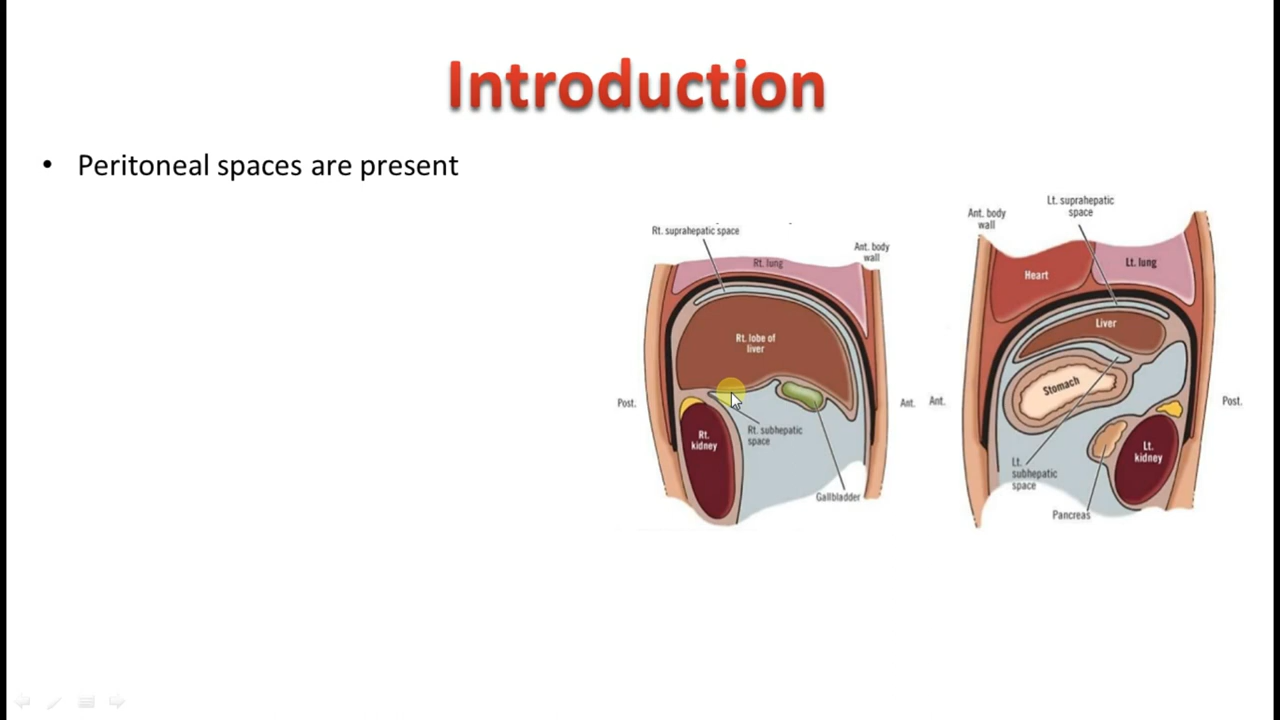 Introduction
• Peritoneal spaces are present
Rt. suprahepatic space
Ant. body
wall
Rt. lung
Rt. lobe of
liver
Post.
Ant.
Rt.
kidney
Rt. subhepatic
space
Gallbladder
Lt. suprahepatic
space
Ant. body
wall
Heart
Lt. lung
Liver
Stomach
Ant.
Post.
Lt.
kidney
Lt.
subhepatic
space
Pancreas